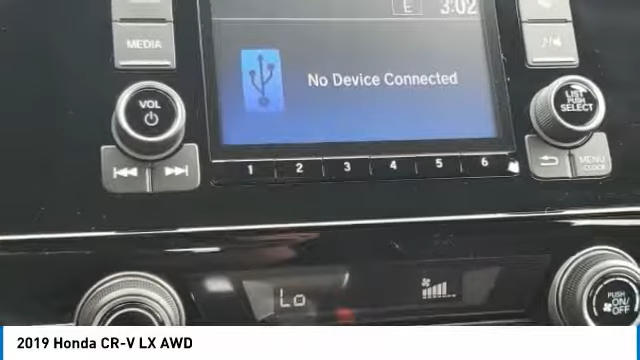 E 3:02
MEDIA
No Device Connected
VOL
LIST
PUSH
SELECT
1 2 3 4 5 6
MENU
CLOCK
Lo
PUSH
ON/
OFF
2019 Honda CR-V LX AWD